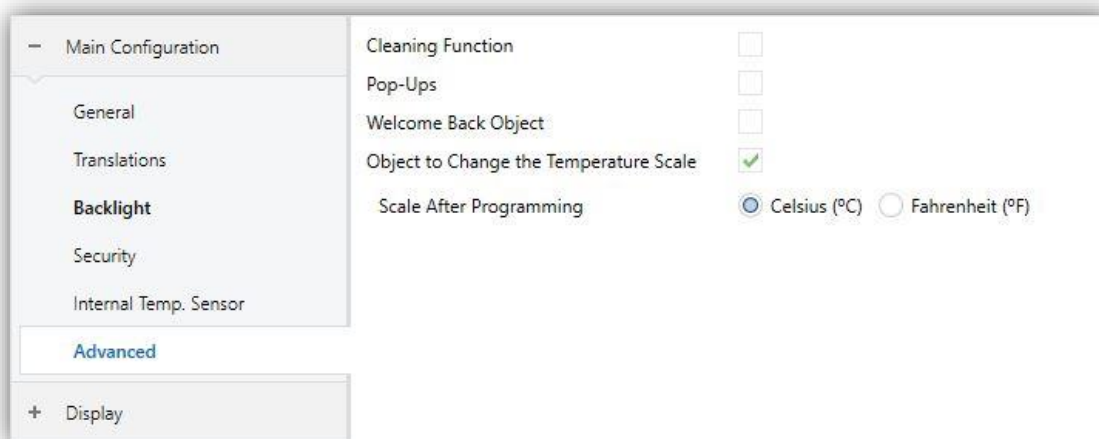 Main Configuration
General
Translations
Backlight
Security
Internal Temp. Sensor
Advanced
Display
Cleaning Function
Pop-Ups
Welcome Back Object
Object to Change the Temperature Scale
Scale After Programming Celsius (ºC) Fahrenheit (ºF)